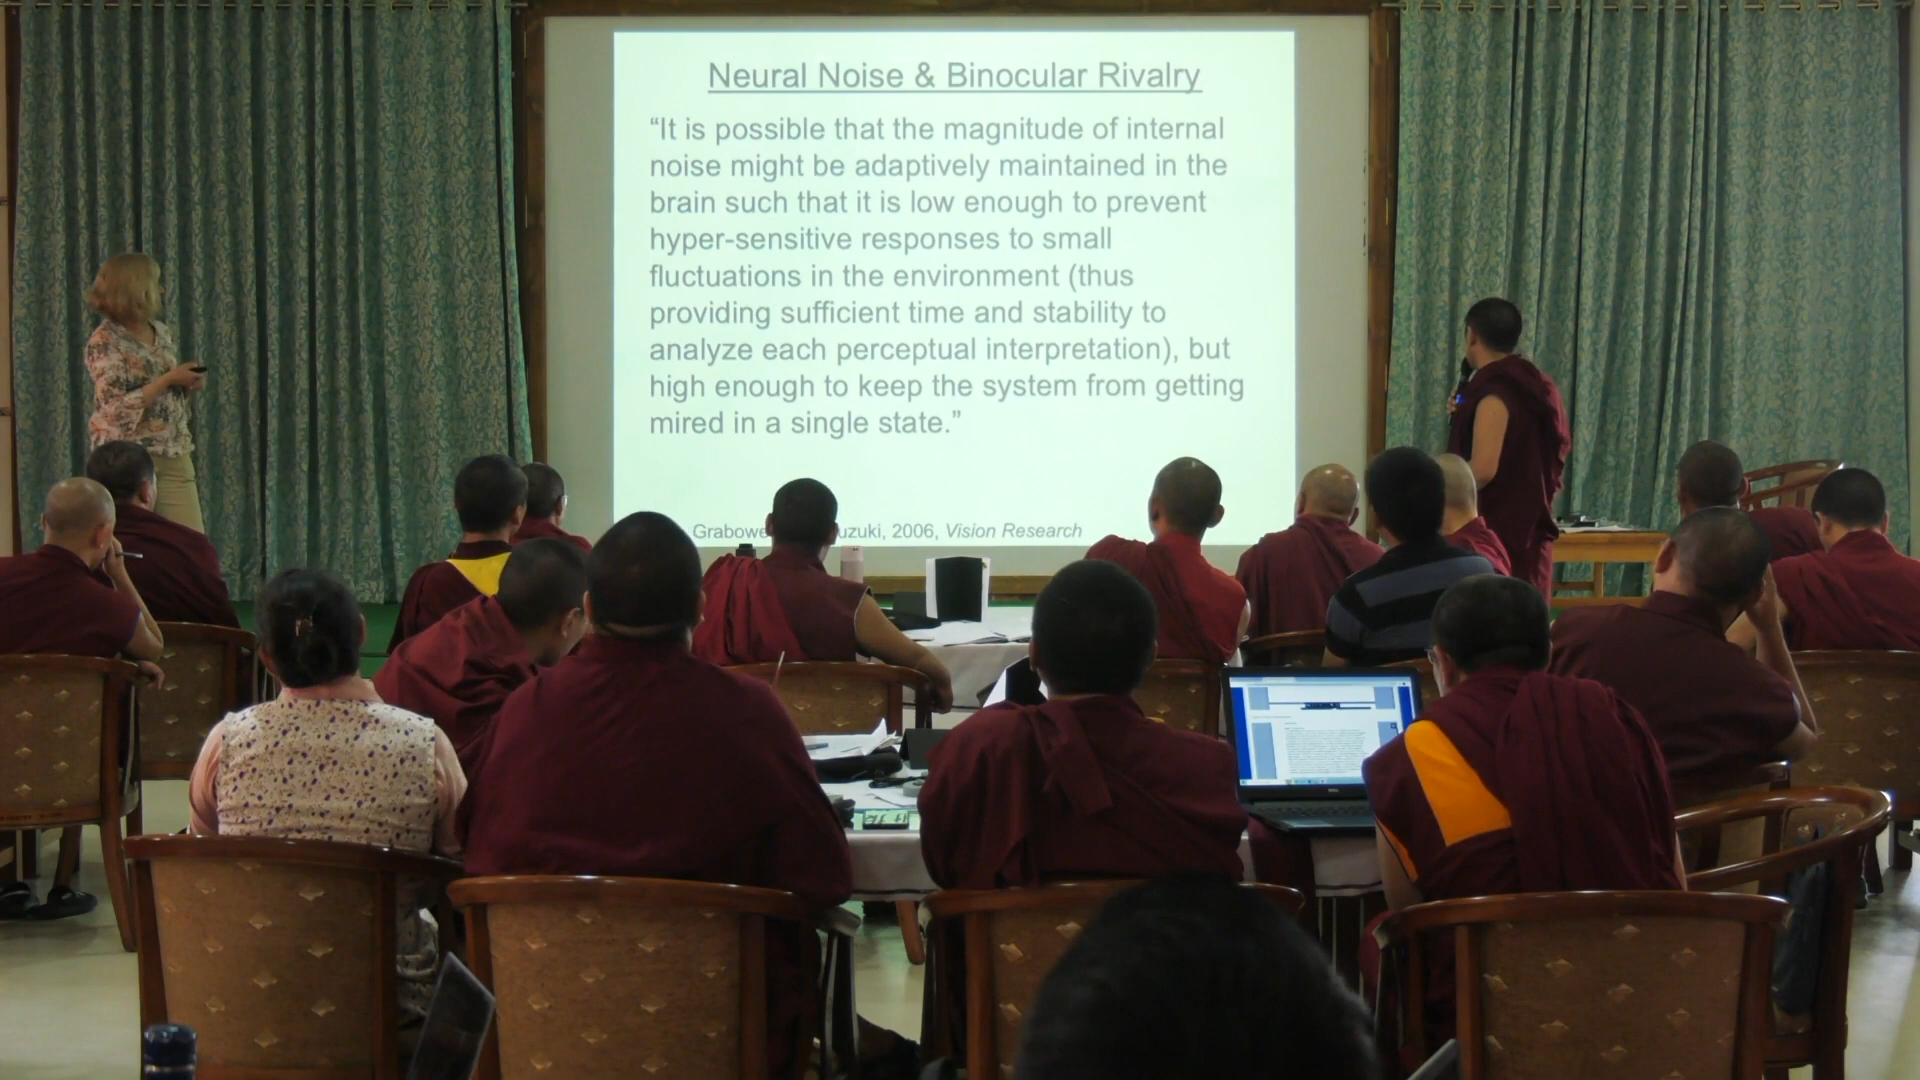 Neural Noise & Binocular Rivalry
“It is possible that the magnitude of internal
noise might be adaptively maintained in the
brain such that it is low enough to prevent
hyper-sensitive responses to small
fluctuations in the environment (thus
providing sufficient time and stability to
analyze each perceptual interpretation), but
high enough to keep the system from getting
mired in a single state.”
2006, Vision Research
DELL